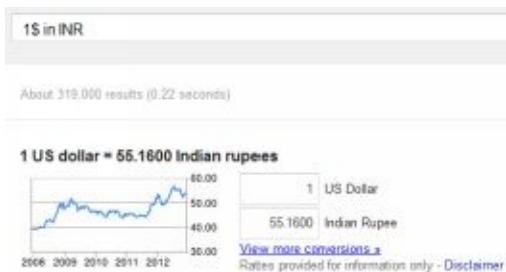 1$ in INR
About 319,000 results (0.22 seconds)
1 US dollar = 55.1600 Indian rupees
60.00
50.00
40.00
30.00
2008 2009 2010 2011 2012
1 US Dollar
55.1600 Indian Rupee
View more conversions »
Rates provided for information only - Disclaimer